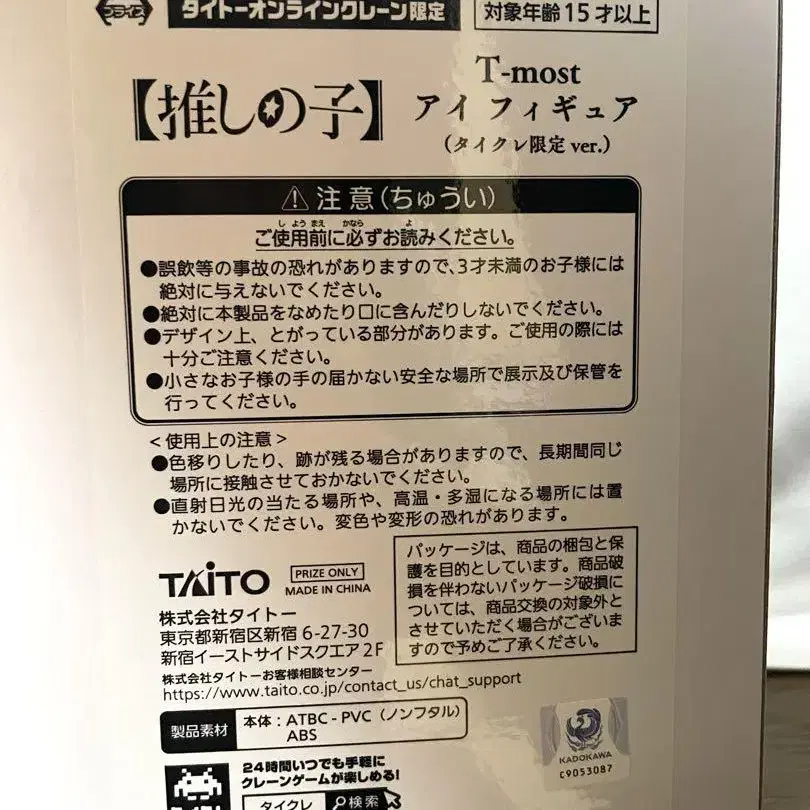 プライズ
タイトーオンラインクレーン限定
対象年齢15才以上
【推しの子】
T-most
アイ フィギュア
(タイクレ限定 ver.)
注意(ちゅうい)
しようまえ かなら よ
ご使用前に必ずお読みください。
●誤飲等の事故の恐れがありますので、3才未満のお子様には
絶対に与えないでください。
●絶対に本製品をなめたり口に含んだりしないでください。
●デザイン上、とがっている部分があります。ご使用の際には
十分ご注意ください。
●小さなお子様の手の届かない安全な場所で展示及び保管を
行ってください。
<使用上の注意>
●色移りしたり、跡が残る場合がありますので、長期間同じ
場所に接触させておかないでください。
●直射日光の当たる場所や、高温・多湿になる場所には置
かないでください。変色や変形の恐れがあります。
TAITO
PRIZE ONLY
MADE IN CHINA
株式会社タイトー
東京都新宿区新宿 6-27-30
新宿イーストサイドスクエア 2F
株式会社タイトーお客様相談センター
https://www.taito.co.jp/contact_us/chat_support
パッケージは、商品の梱包と保
護を目的としています。商品破
損を伴わないパッケージ破損に
ついては、商品交換の対象外と
させていただく場合がございま
すので予めご了承ください。
製品素材
本体:ATBC-PVC(ノンフタル)
ABS
KADOKAWA
C9053087
24時間いつでも手軽に
クレーンゲームが楽しめる!
タイクレ
検索